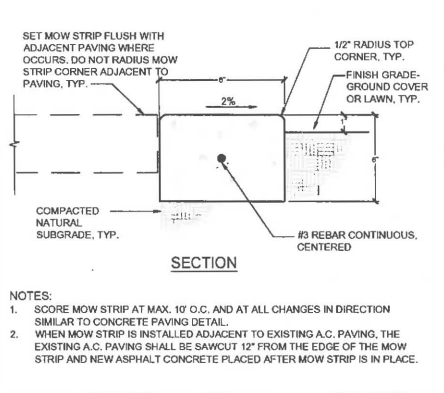 SET MOW STRIP FLUSH WITH
ADJACENT PAVING WHERE
OCCURS. DO NOT RADIUS MOW
STRIP CORNER ADJACENT TO
PAVING, TYP.
6"
2%
1/2" RADIUS TOP
CORNER, TYP.
FINISH GRADE-
GROUND COVER
OR LAWN, TYP.
1"
6"
COMPACTED
NATURAL
SUBGRADE, TYP.
#3 REBAR CONTINUOUS,
CENTERED
SECTION
NOTES:
1. SCORE MOW STRIP AT MAX. 10' O.C. AND AT ALL CHANGES IN DIRECTION
SIMILAR TO CONCRETE PAVING DETAIL.
2. WHEN MOW STRIP IS INSTALLED ADJACENT TO EXISTING A.C. PAVING, THE
EXISTING A.C. PAVING SHALL BE SAWCUT 12" FROM THE EDGE OF THE MOW
STRIP AND NEW ASPHALT CONCRETE PLACED AFTER MOW STRIP IS IN PLACE.